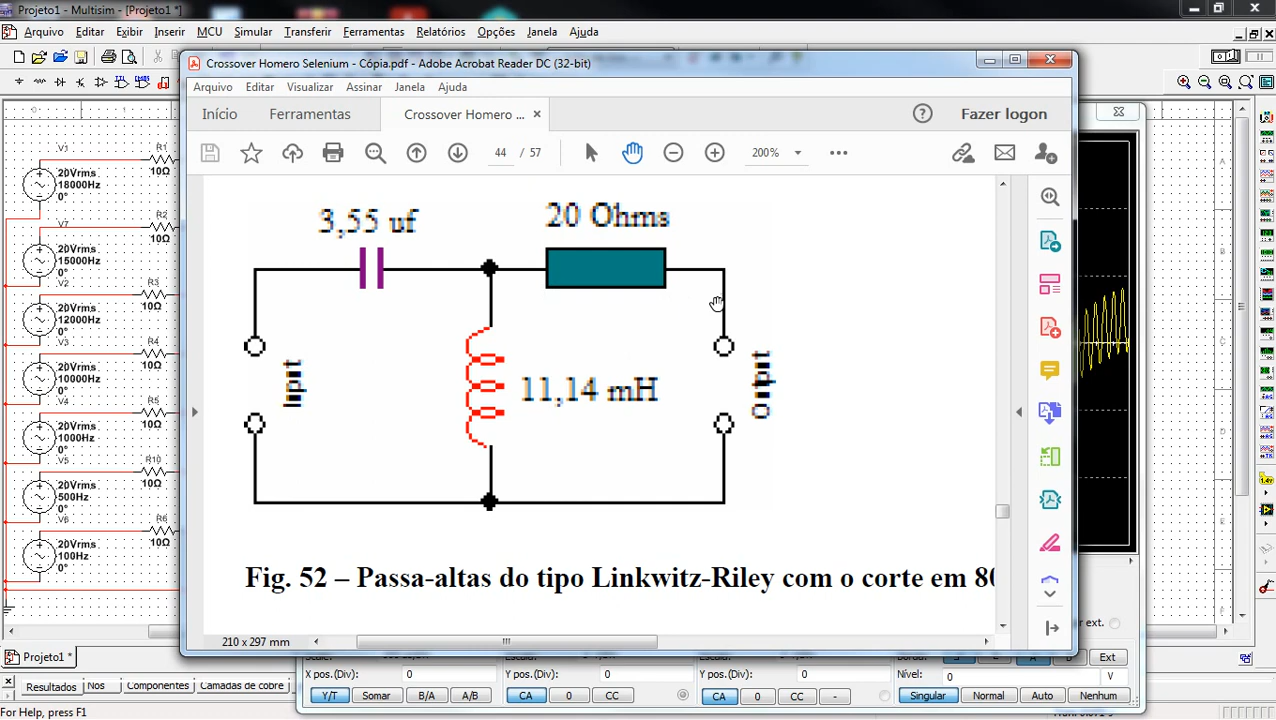 Projeto1 - Multisim - [Projeto1 *]
Arquivo Editar Exibir Inserir MCU Simular Transferir Ferramentas Relatórios Opções Janela Ajuda
Crossover Homero Selenium - Cópia.pdf - Adobe Acrobat Reader DC (32-bit)
Arquivo Editar Visualizar Assinar Janela Ajuda
Início Ferramentas Crossover Homero ... Fazer logon
44 / 57 200%
3,55 uf
20 Ohms
Input
11,14 mH
Output
Fig. 52 – Passa-altas do tipo Linkwitz-Riley com o corte em 80
210 x 297 mm
V1
20Vrms
18000Hz
0°
R1
10Ω
V7
20Vrms
15000Hz
0°
R2
10Ω
V2
20Vrms
12000Hz
0°
R3
10Ω
V3
20Vrms
10000Hz
0°
R4
10Ω
V4
20Vrms
1000Hz
0°
R5
10Ω
V5
20Vrms
500Hz
0°
R10
10Ω
V6
20Vrms
100Hz
0°
R6
10Ω
er ext.
Projeto1 *
X pos.(Div) 0 Y pos.(Div) 0 Y pos.(Div): 0 Nível: 0 V
Ext
Y/T Somar B/A A/B CA 0 CC CA 0 CC - Singular Normal Auto Nenhum
Resultados Nós Componentes Camadas de cobre
For Help, press F1